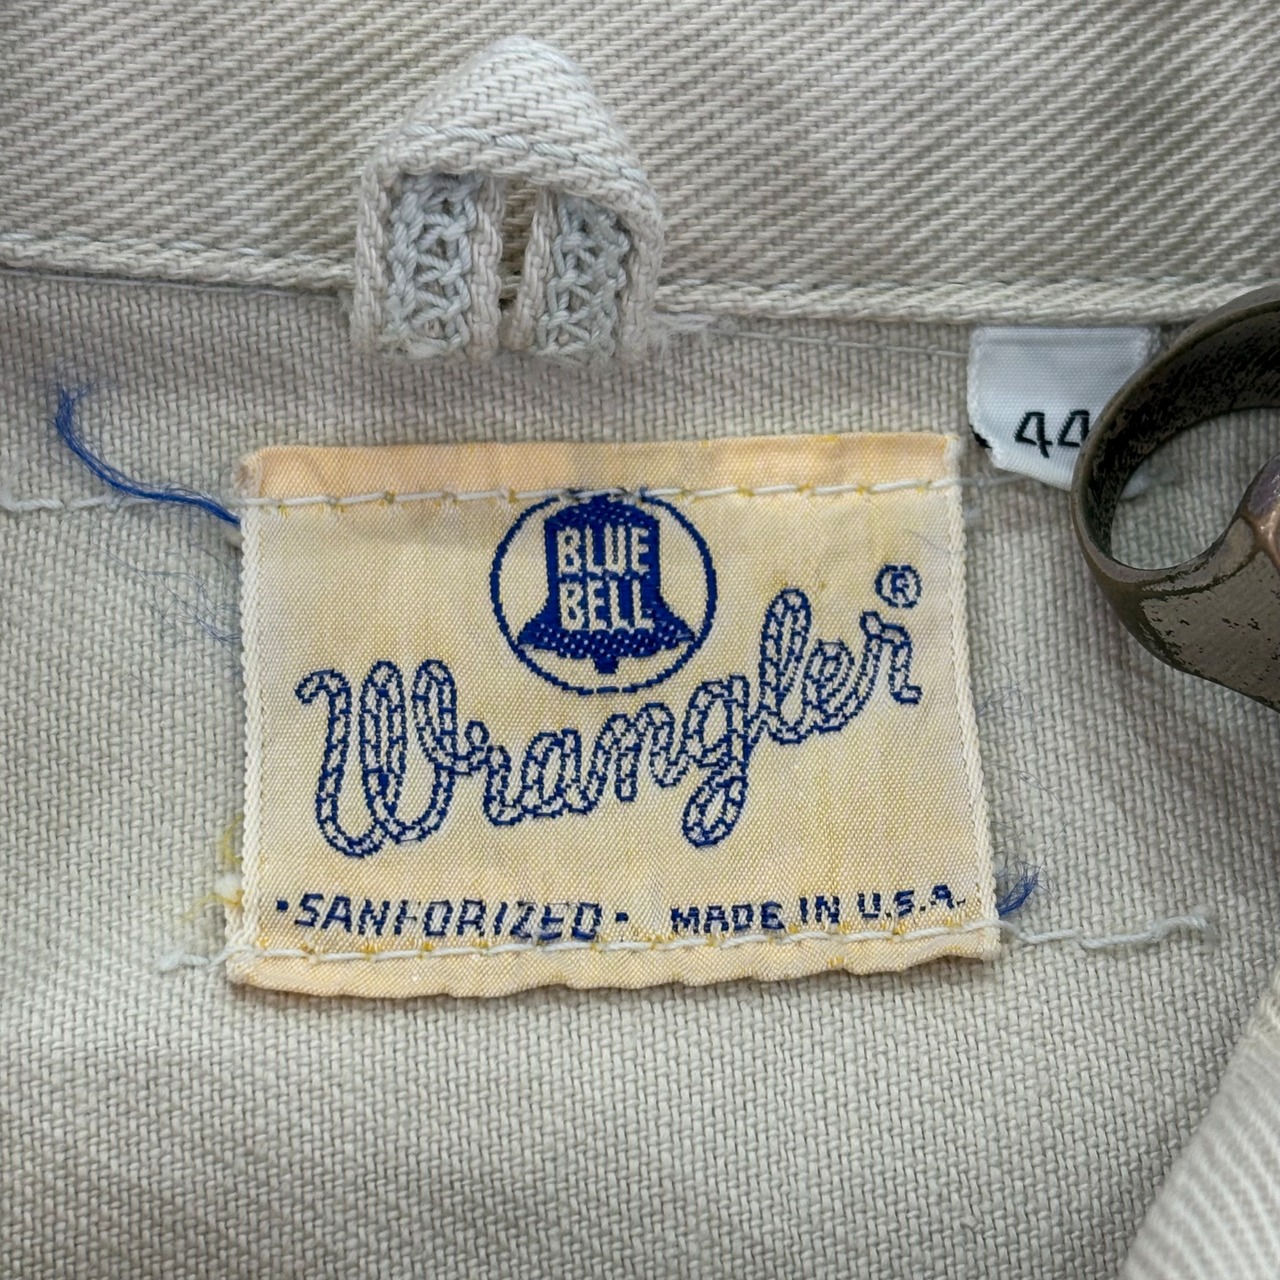 44
BLUE
BELL
Wrangler®
•SANFORIZED• MADE IN U.S.A.